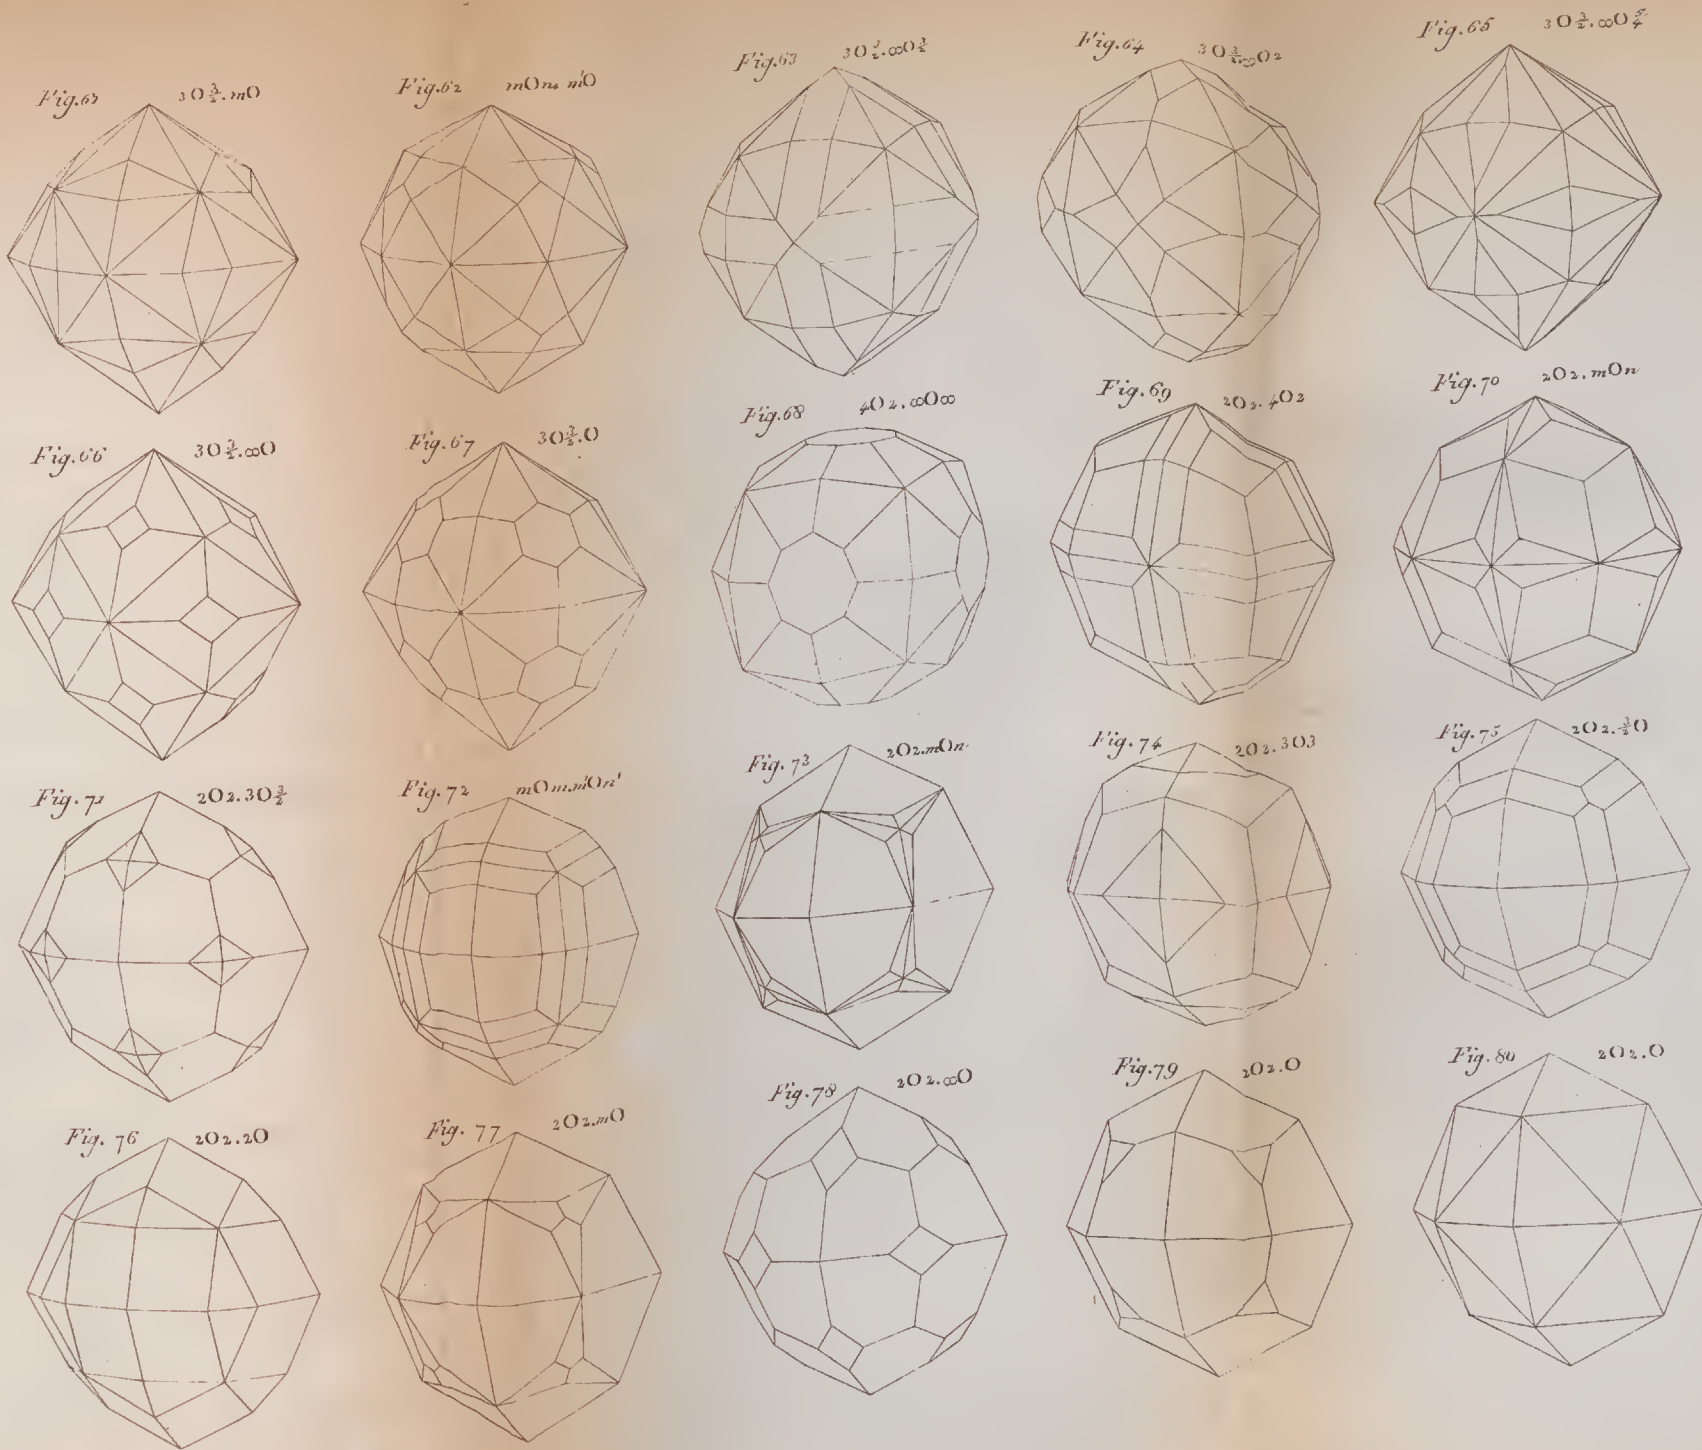 Fig.61 3O3/2.mO
Fig.62 mOn.m'O
Fig.63 3O3/2.∞O3/2
Fig.64 3O3/2.∞O2
Fig.65 3O3/2.∞O5/4
Fig.66 3O3/2.∞O
Fig.67 3O3/2.O
Fig.68 4O2.∞O∞
Fig.69 2O2.4O2
Fig.70 2O2.mOn
Fig.71 2O2.3O3/2
Fig.72 mOm.m'On'
Fig.73 2O2.mOn
Fig.74 2O2.3O3
Fig.75 2O2.3/2O
Fig.76 2O2.2O
Fig.77 2O2.mO
Fig.78 2O2.∞O
Fig.79 2O2.O
Fig.80 2O2.O